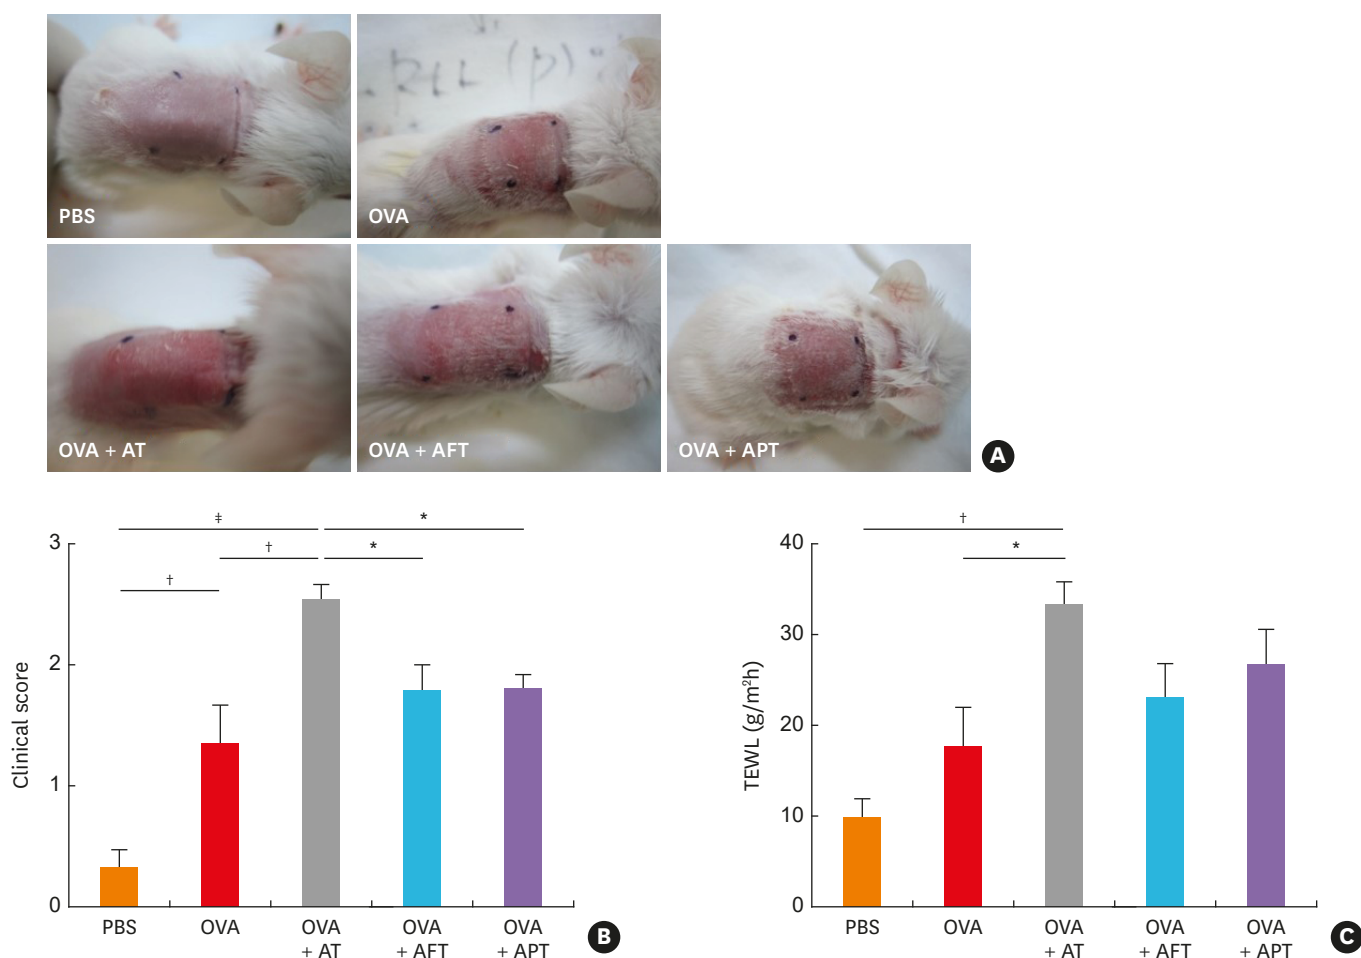 PBS
OVA
OVA + AT
OVA + AFT
OVA + APT
A
‡
*
†
*
†
3
2
1
0
Clinical score
PBS
OVA
OVA
+ AT
OVA
+ AFT
OVA
+ APT
B
†
*
40
30
20
10
0
TEWL (g/m²h)
PBS
OVA
OVA
+ AT
OVA
+ AFT
OVA
+ APT
C